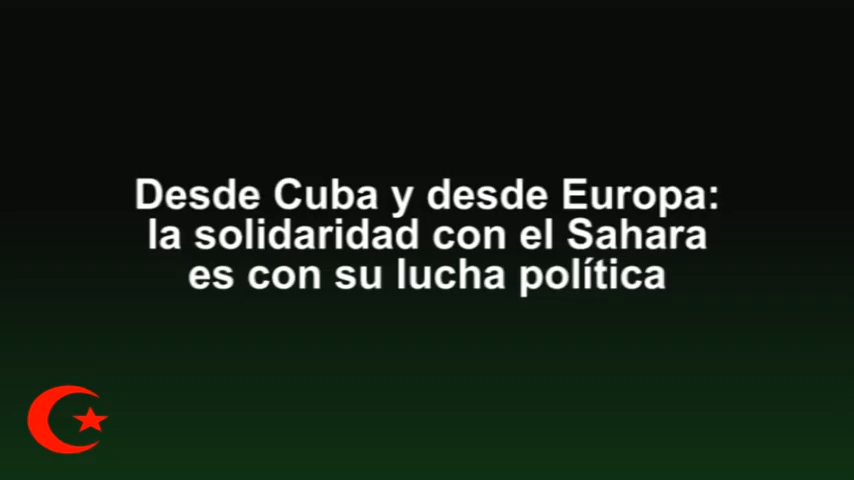 Desde Cuba y desde Europa:
la solidaridad con el Sahara
es con su lucha política